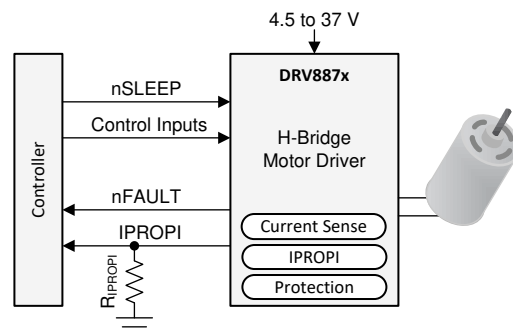 4.5 to 37 V
DRV887x
nSLEEP
Control Inputs
H-Bridge
Motor Driver
Controller
nFAULT
IPROPI
RIPROPI
Current Sense
IPROPI
Protection